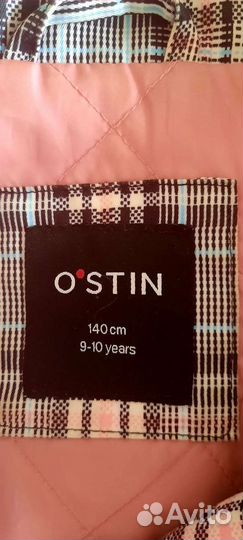 O'STIN
140 cm
9-10 years
Avito